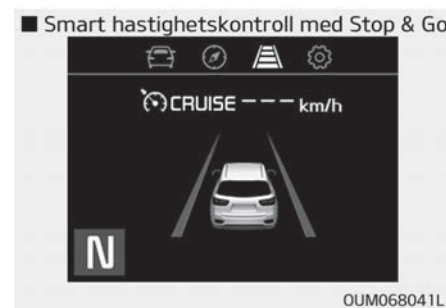 ■ Smart hastighetskontroll med Stop & Go
CRUISE --- km/h
N
OUM068041L